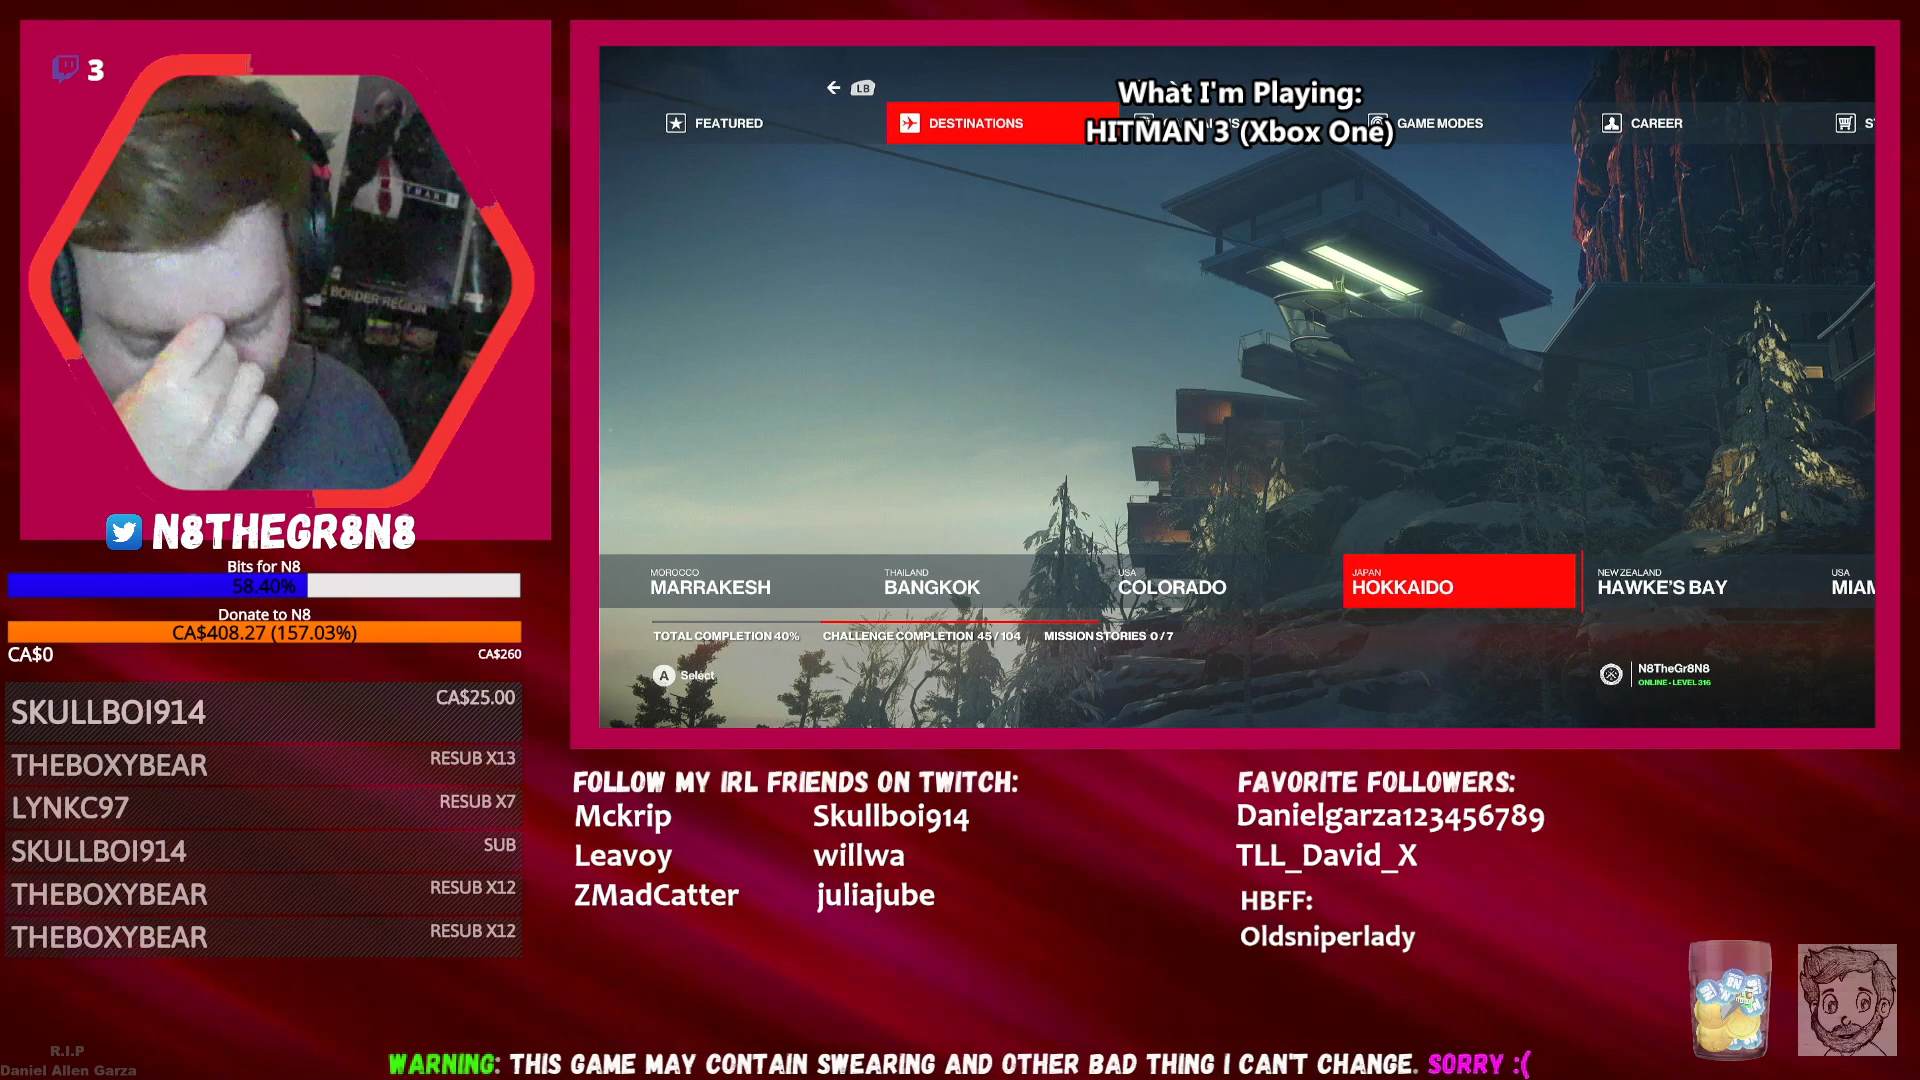 3
N8THEGR8N8
Bits for N8
58.40%
Donate to N8
CA$408.27 (157.03%)
CA$0
CA$260
SKULLBOI914
CA$25.00
THEBOXYBEAR
RESUB X13
LYNKC97
RESUB X7
SKULLBOI914
SUB
THEBOXYBEAR
RESUB X12
THEBOXYBEAR
RESUB X12
R.I.P
Daniel Allen Garza
BORDER REGION
LB
What I'm Playing:
HITMAN 3 (Xbox One)
FEATURED
DESTINATIONS
GAME MODES
CAREER
MOROCCO
MARRAKESH
THAILAND
BANGKOK
USA
COLORADO
JAPAN
HOKKAIDO
NEW ZEALAND
HAWKE'S BAY
USA
MIAM
TOTAL COMPLETION 40%
CHALLENGE COMPLETION 45 / 104
MISSION STORIES 0 / 7
A Select
N8TheGr8N8
ONLINE - LEVEL 316
FOLLOW MY IRL FRIENDS ON TWITCH:
Mckrip
Skullboi914
Leavoy
willwa
ZMadCatter
juliajube
FAVORITE FOLLOWERS:
Danielgarza123456789
TLL_David_X
HBFF:
Oldsniperlady
WARNING: THIS GAME MAY CONTAIN SWEARING AND OTHER BAD THING I CAN'T CHANGE. SORRY :(